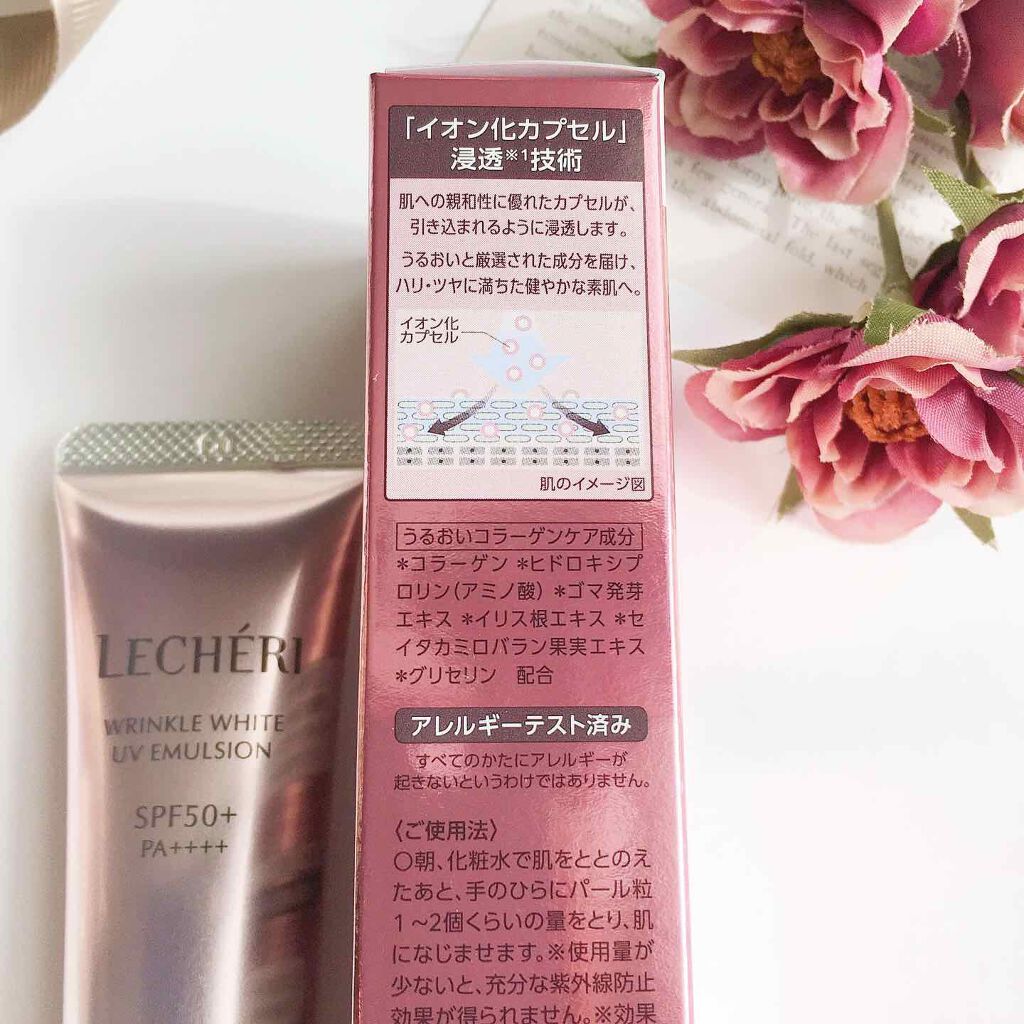 「イオン化カプセル」
浸透※1技術
肌への親和性に優れたカプセルが、
引き込まれるように浸透します。
うるおいと厳選された成分を届け、
ハリ・ツヤに満ちた健やかな素肌へ。
イオン化
カプセル
肌のイメージ図
うるおいコラーゲンケア成分
*コラーゲン *ヒドロキシプ
ロリン(アミノ酸) *ゴマ発芽
エキス *イリス根エキス *セ
イタカミロバラン果実エキス
*グリセリン 配合
アレルギーテスト済み
すべてのかたにアレルギーが
起きないというわけではありません。
〈ご使用法〉
○朝、化粧水で肌をととのえ
たあと、手のひらにパール粒
1~2個くらいの量をとり、肌
になじませます。※使用量が
少ないと、充分な紫外線防止
効果が得られません。※効果
LECHÉRI
WRINKLE WHITE
UV EMULSION
SPF50+
PA++++